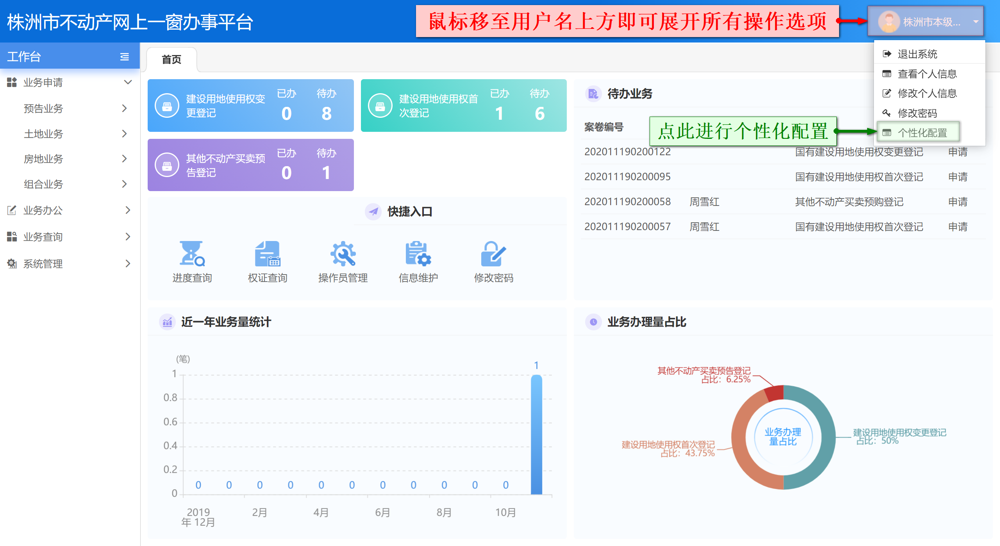 株洲市不动产网上一窗办事平台
鼠标移至用户名上方即可展开所有操作选项
株洲市本级...
工作台
首页
退出系统
查看个人信息
修改个人信息
修改密码
个性化配置
点此进行个性化配置
业务申请
预告业务
土地业务
房地业务
组合业务
业务办公
业务查询
系统管理
建设用地使用权变
更登记
已办 待办
0 8
建设用地使用权首
次登记
已办 待办
1 6
其他不动产买卖预
告登记
已办 待办
0 1
待办业务
案卷编号
202011190200122 国有建设用地使用权变更登记 申请
202011190200095 国有建设用地使用权首次登记 申请
202011190200058 周雪红 其他不动产买卖预购登记 申请
202011190200057 周雪红 国有建设用地使用权首次登记 申请
快捷入口
进度查询 权证查询 操作员管理 信息维护 修改密码
近一年业务量统计
(笔)
1
0.8
0.6
0.4
0.2
0
0 0 0 0 0 0 0 0 0 0 0 1
2019 2月 4月 6月 8月 10月
年 12月
业务办理量占比
其他不动产买卖预告登记
占比：6.25%
建设用地使用权变更登记
占比：50%
建设用地使用权首次登记
占比：43.75%
业务办理
量占比